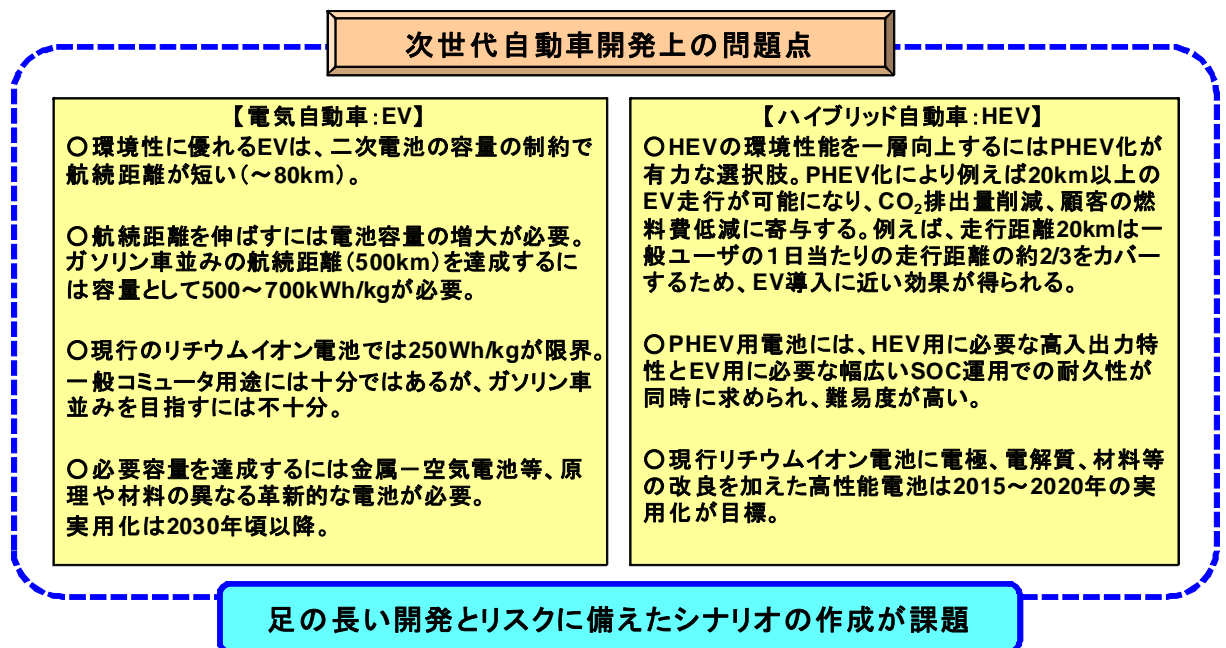 次世代自動車開発上の問題点
【電気自動車:EV】
○環境性に優れるEVは、二次電池の容量の制約で
航続距離が短い(~80km)。
○航続距離を伸ばすには電池容量の増大が必要。
ガソリン車並みの航続距離(500km)を達成するに
は容量として500~700kWh/kgが必要。
○現行のリチウムイオン電池では250Wh/kgが限界。
一般コミュータ用途には十分ではあるが、ガソリン車
並みを目指すには不十分。
○必要容量を達成するには金属-空気電池等、原
理や材料の異なる革新的な電池が必要。
実用化は2030年頃以降。
【ハイブリッド自動車:HEV】
○HEVの環境性能を一層向上するにはPHEV化が
有力な選択肢。PHEV化により例えば20km以上の
EV走行が可能になり、CO₂排出量削減、顧客の燃
料費低減に寄与する。例えば、走行距離20kmは一
般ユーザの1日当たりの走行距離の約2/3をカバー
するため、EV導入に近い効果が得られる。
○PHEV用電池には、HEV用に必要な高入出力特
性とEV用に必要な幅広いSOC運用での耐久性が
同時に求められ、難易度が高い。
○現行リチウムイオン電池に電極、電解質、材料等
の改良を加えた高性能電池は2015~2020年の実
用化が目標。
足の長い開発とリスクに備えたシナリオの作成が課題